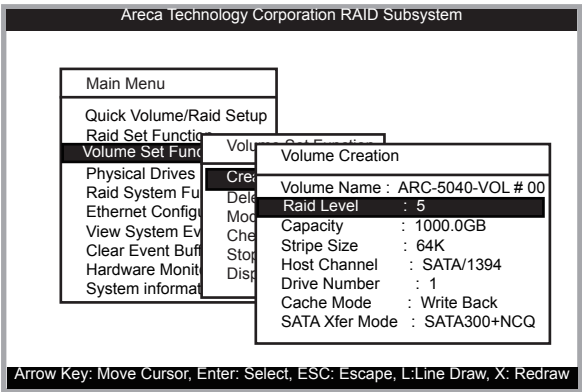 Areca Technology Corporation RAID Subsystem
Main Menu
Quick Volume/Raid Setup
Raid Set Function
Volume Set Func
Physical Drives
Raid System Fu
Ethernet Configu
View System Ev
Clear Event Buff
Hardware Monit
System informat
Volume Set Function
Crea
Dele
Mod
Che
Stop
Disp
Volume Creation
Volume Name : ARC-5040-VOL # 00
Raid Level : 5
Capacity : 1000.0GB
Stripe Size : 64K
Host Channel : SATA/1394
Drive Number : 1
Cache Mode : Write Back
SATA Xfer Mode : SATA300+NCQ
Arrow Key: Move Cursor, Enter: Select, ESC: Escape, L:Line Draw, X: Redraw